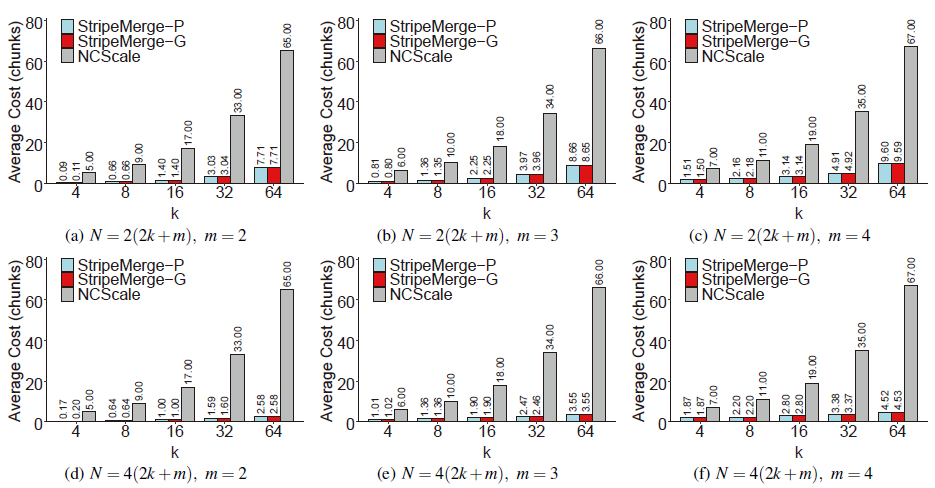 Average Cost (chunks)
80
60
40
20
0
StripeMerge−P
StripeMerge−G
NCScale
0.09 0.11 5.00 0.66 0.66 9.00 1.40 1.40 17.00 3.03 3.04 33.00 7.71 7.71 65.00
4 8 16 32 64
k
(a) N = 2(2k+m), m = 2
Average Cost (chunks)
80
60
40
20
0
StripeMerge−P
StripeMerge−G
NCScale
0.81 0.80 6.00 1.36 1.35 10.00 2.25 2.25 18.00 3.97 3.96 34.00 8.66 8.65 66.00
4 8 16 32 64
k
(b) N = 2(2k+m), m = 3
Average Cost (chunks)
80
60
40
20
0
StripeMerge−P
StripeMerge−G
NCScale
1.51 1.50 7.00 2.16 2.18 11.00 3.14 3.14 19.00 4.91 4.92 35.00 9.60 9.59 67.00
4 8 16 32 64
k
(c) N = 2(2k+m), m = 4
Average Cost (chunks)
80
60
40
20
0
StripeMerge−P
StripeMerge−G
NCScale
0.17 0.20 5.00 0.64 0.64 9.00 1.00 1.00 17.00 1.59 1.60 33.00 2.58 2.58 65.00
4 8 16 32 64
k
(d) N = 4(2k+m), m = 2
Average Cost (chunks)
80
60
40
20
0
StripeMerge−P
StripeMerge−G
NCScale
1.01 1.02 6.00 1.36 1.36 10.00 1.90 1.90 18.00 2.47 2.46 34.00 3.55 3.55 66.00
4 8 16 32 64
k
(e) N = 4(2k+m), m = 3
Average Cost (chunks)
80
60
40
20
0
StripeMerge−P
StripeMerge−G
NCScale
1.87 1.87 7.00 2.20 2.20 11.00 2.80 2.80 19.00 3.38 3.37 35.00 4.52 4.53 67.00
4 8 16 32 64
k
(f) N = 4(2k+m), m = 4